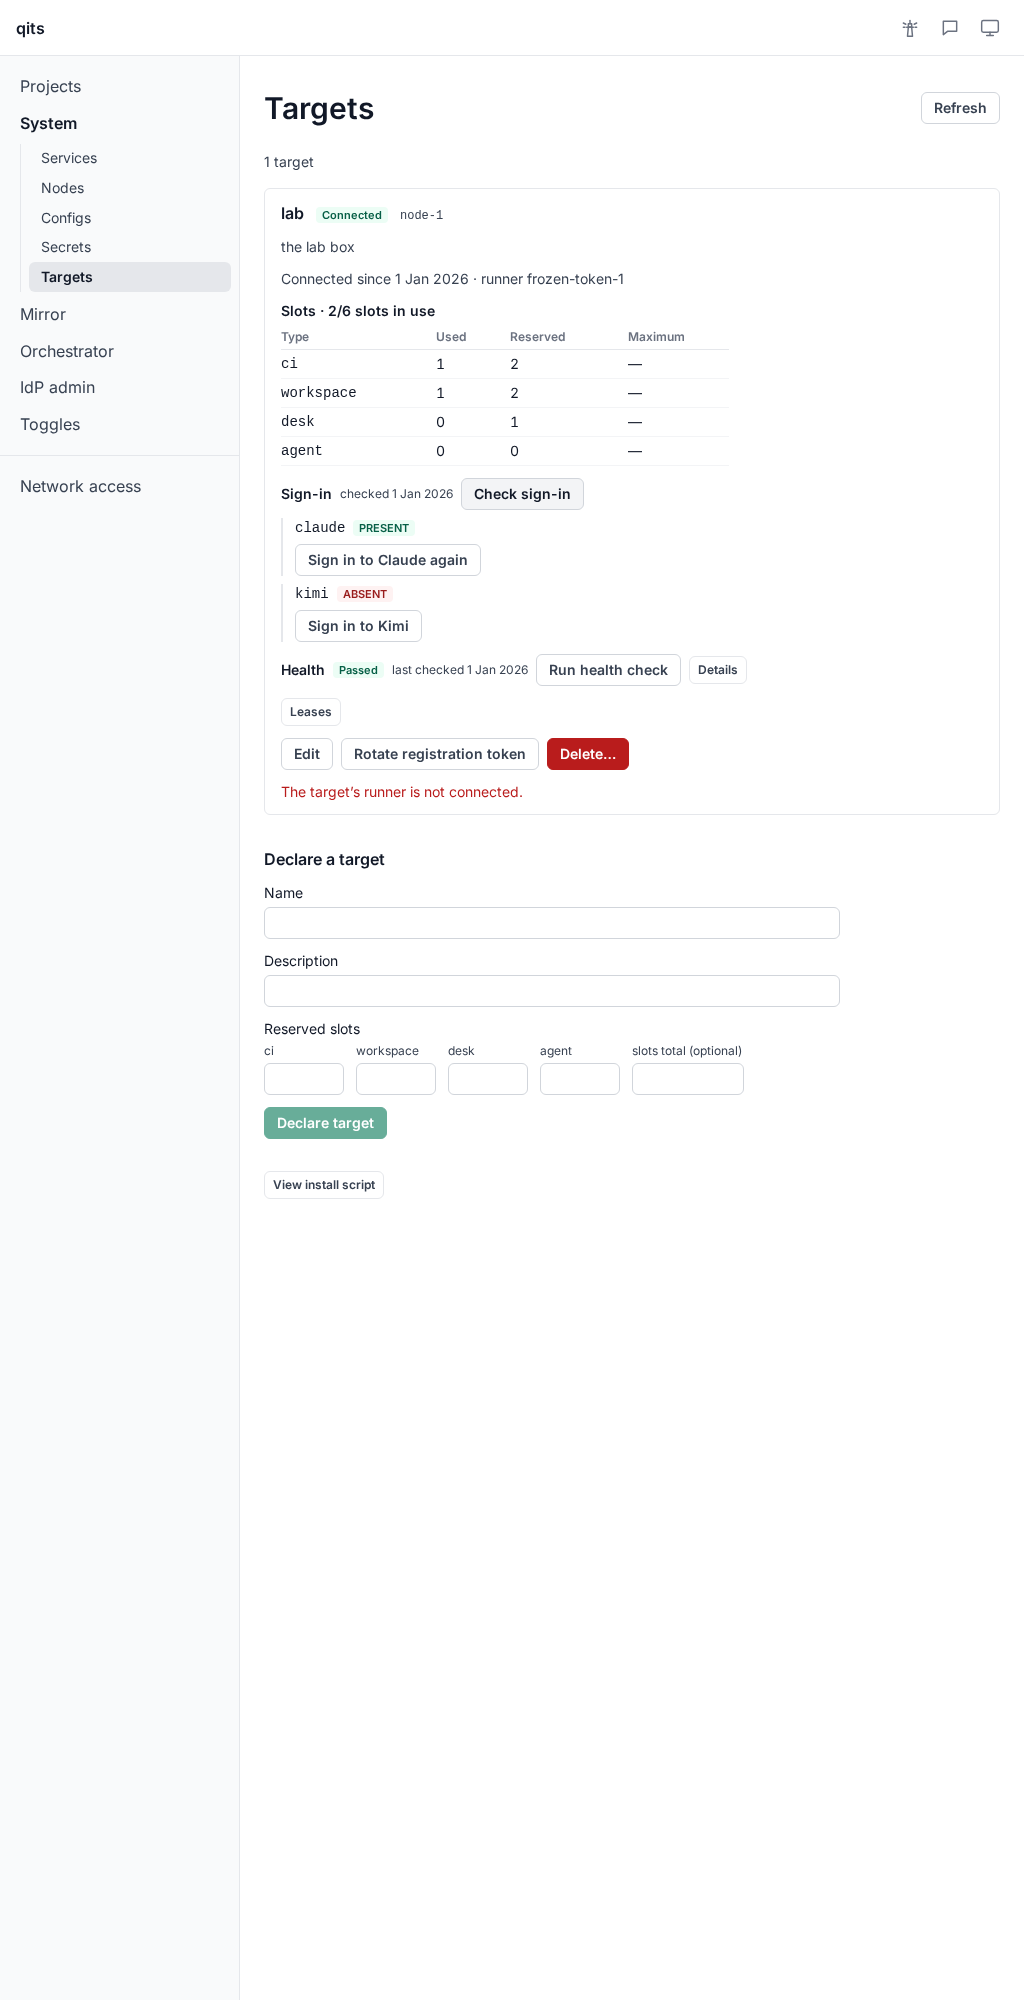 qits
Projects
System
Services
Nodes
Configs
Secrets
Targets
Mirror
Orchestrator
IdP admin
Toggles
Network access
Targets
Refresh
1 target
lab Connected node-1
the lab box
Connected since 1 Jan 2026 · runner frozen-token-1
Slots · 2/6 slots in use
Type Used Reserved Maximum
ci 1 2 —
workspace 1 2 —
desk 0 1 —
agent 0 0 —
Sign-in checked 1 Jan 2026 Check sign-in
claude PRESENT
Sign in to Claude again
kimi ABSENT
Sign in to Kimi
Health Passed last checked 1 Jan 2026 Run health check Details
Leases
Edit Rotate registration token Delete…
The target’s runner is not connected.
Declare a target
Name
Description
Reserved slots
ci workspace desk agent slots total (optional)
Declare target
View install script